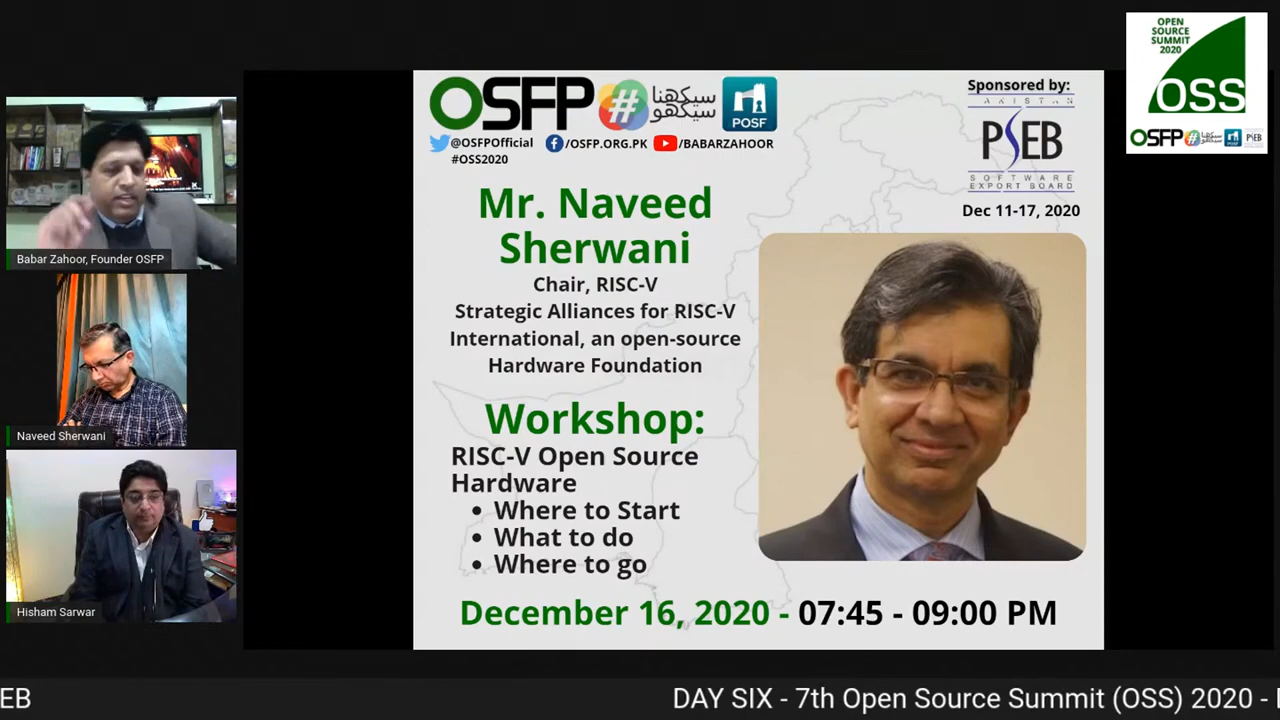 OPEN
SOURCE
SUMMIT
2020
OSS
OSFP # سیکھنا سیکھو POSF PSEB
OSFP # سیکھنا
سیکھو
POSF
@OSFPOfficial /OSFP.ORG.PK /BABARZAHOOR
#OSS2020
Sponsored by:
PSEB
SOFTWARE
EXPORT BOARD
Dec 11-17, 2020
Mr. Naveed
Sherwani
Chair, RISC-V
Strategic Alliances for RISC-V
International, an open-source
Hardware Foundation
Workshop:
RISC-V Open Source
Hardware
• Where to Start
• What to do
• Where to go
December 16, 2020 - 07:45 - 09:00 PM
Babar Zahoor, Founder OSFP
Naveed Sherwani
Hisham Sarwar
EB DAY SIX - 7th Open Source Summit (OSS) 2020 -